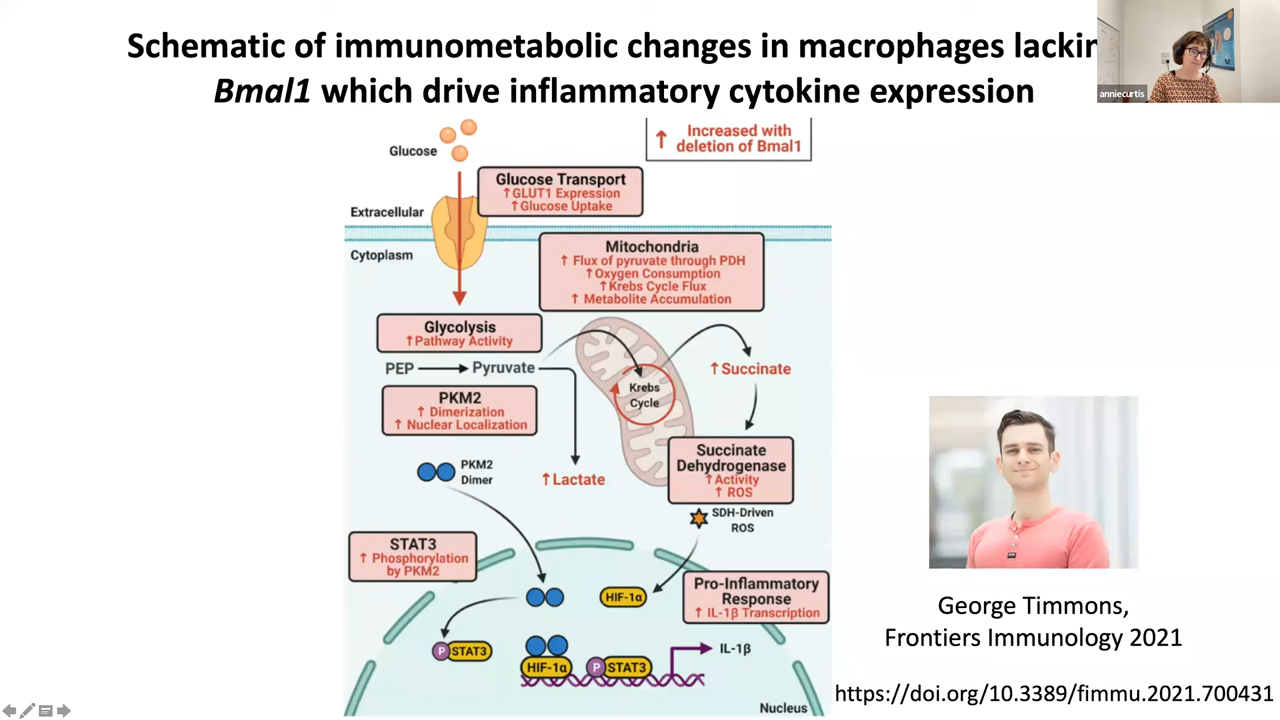 Schematic of immunometabolic changes in macrophages lackin
Bmal1 which drive inflammatory cytokine expression
anniecurtis
↑ Increased with
deletion of Bmal1
Glucose
Glucose Transport
↑GLUT1 Expression
↑Glucose Uptake
Extracellular
Cytoplasm
Mitochondria
↑ Flux of pyruvate through PDH
↑Oxygen Consumption
↑Krebs Cycle Flux
↑ Metabolite Accumulation
Glycolysis
↑Pathway Activity
PEP
Pyruvate
Krebs
Cycle
↑Succinate
PKM2
↑ Dimerization
↑ Nuclear Localization
PKM2
Dimer
↑Lactate
Succinate
Dehydrogenase
↑Activity
↑ ROS
SDH-Driven
ROS
STAT3
↑ Phosphorylation
by PKM2
HIF-1α
Pro-Inflammatory
Response
↑ IL-1β Transcription
P STAT3
HIF-1α
P STAT3
IL-1β
Nucleus
George Timmons,
Frontiers Immunology 2021
https://doi.org/10.3389/fimmu.2021.700431